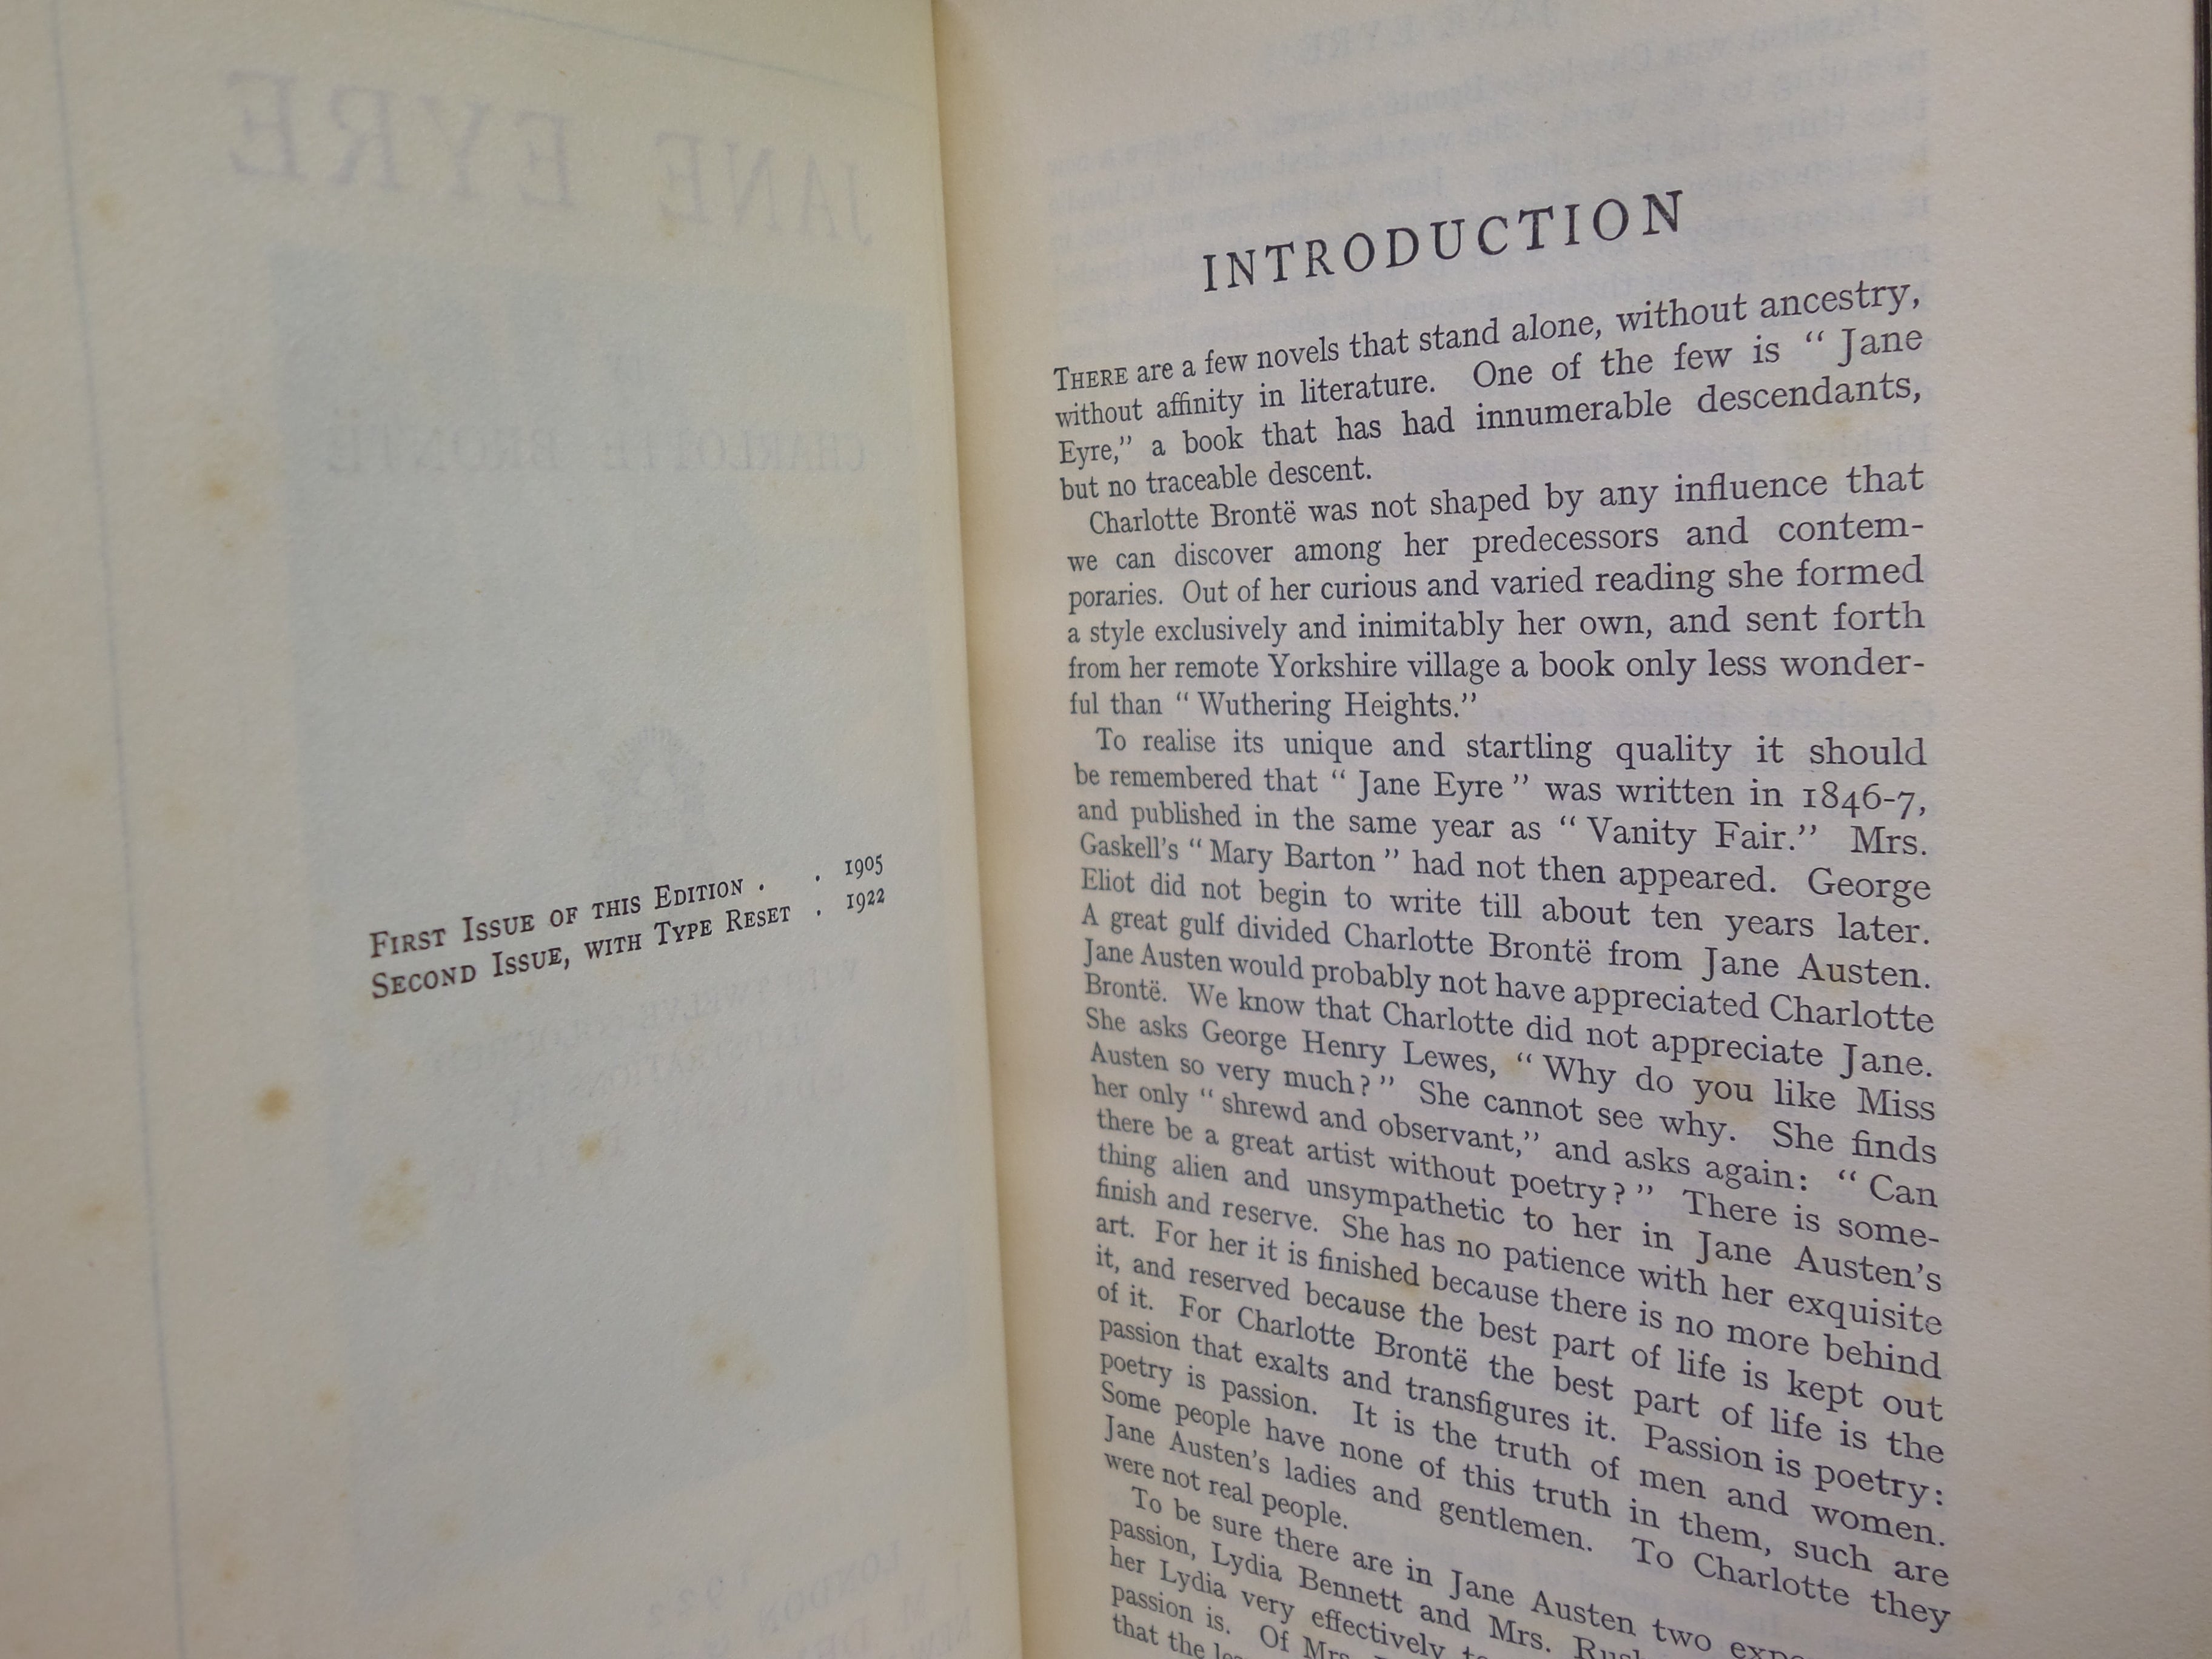 FIRST ISSUE OF THIS EDITION . . 1905
SECOND ISSUE, WITH TYPE RESET . 1922
INTRODUCTION
THERE are a few novels that stand alone, without ancestry,
without affinity in literature. One of the few is “ Jane
Eyre,” a book that has had innumerable descendants,
but no traceable descent.
Charlotte Brontë was not shaped by any influence that
we can discover among her predecessors and contem-
poraries. Out of her curious and varied reading she formed
a style exclusively and inimitably her own, and sent forth
from her remote Yorkshire village a book only less wonder-
ful than “ Wuthering Heights.”
To realise its unique and startling quality it should
be remembered that “ Jane Eyre ” was written in 1846-7,
and published in the same year as “ Vanity Fair.” Mrs.
Gaskell’s “ Mary Barton ” had not then appeared. George
Eliot did not begin to write till about ten years later.
A great gulf divided Charlotte Brontë from Jane Austen.
Jane Austen would probably not have appreciated Charlotte
Brontë. We know that Charlotte did not appreciate Jane.
She asks George Henry Lewes, “ Why do you like Miss
Austen so very much ? ” She cannot see why. She finds
her only “ shrewd and observant,” and asks again: “ Can
there be a great artist without poetry ? ” There is some-
thing alien and unsympathetic to her in Jane Austen’s
finish and reserve. She has no patience with her exquisite
art. For her it is finished because there is no more behind
it, and reserved because the best part of life is kept out
of it. For Charlotte Brontë the best part of life is the
passion that exalts and transfigures it. Passion is poetry:
poetry is passion. It is the truth of men and women.
Some people have none of this truth in them, such are
Jane Austen’s ladies and gentlemen. To Charlotte they
were not real people.
To be sure there are in Jane Austen two
passion, Lydia Bennett and Mrs.
her Lydia very effectively
passion is. Of Mrs.
that the